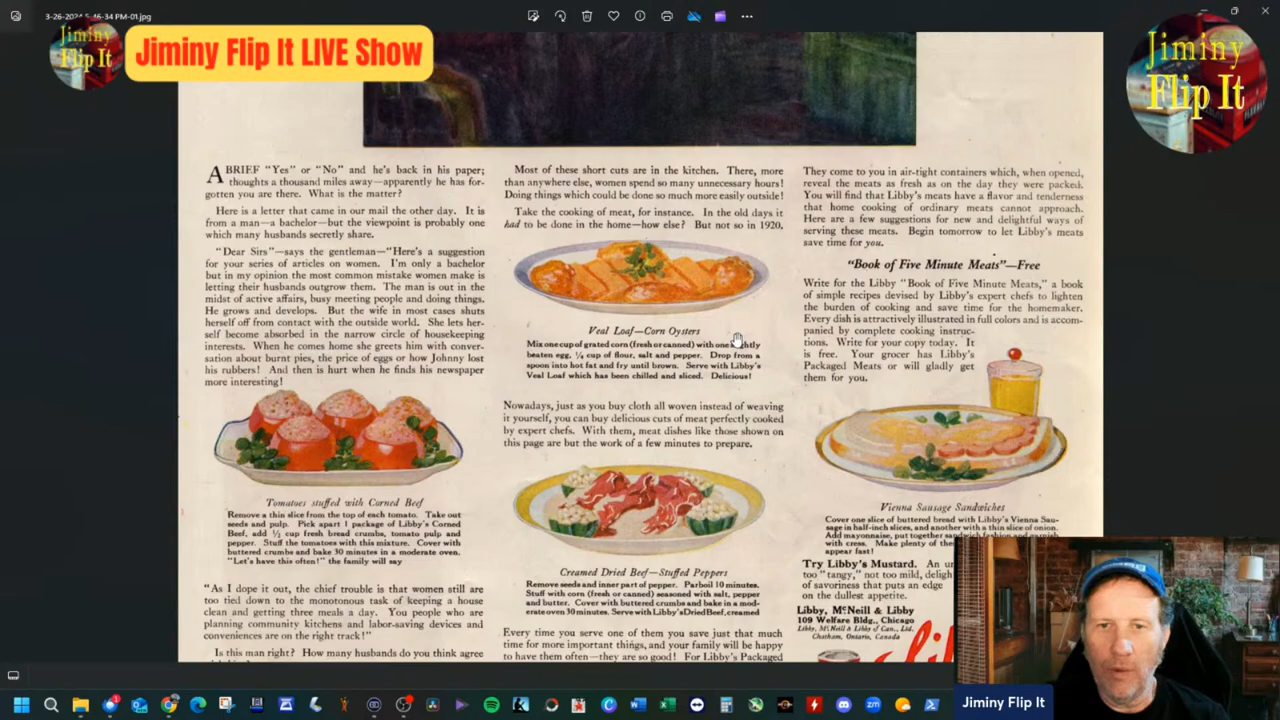 3-26-2024 5-46-34 PM-01.jpg
Jiminy Flip It
Jiminy Flip It LIVE Show
Jiminy
Flip It
A BRIEF “Yes” or “No” and he's back in his paper;
thoughts a thousand miles away—apparently he has for-
gotten you are there. What is the matter?
Here is a letter that came in our mail the other day. It is
from a man—a bachelor—but the viewpoint is probably one
which many husbands secretly share.
“Dear Sirs”—says the gentleman—“Here's a suggestion
for your series of articles on women. I'm only a bachelor
but in my opinion the most common mistake women make is
letting their husbands outgrow them. The man is out in the
midst of active affairs, busy meeting people and doing things.
He grows and develops. But the wife in most cases shuts
herself off from contact with the outside world. She lets her-
self become absorbed in the narrow circle of housekeeping
interests. When he comes home she greets him with conver-
sation about burnt pies, the price of eggs or how Johnny lost
his rubbers! And then is hurt when he finds his newspaper
more interesting!
Tomatoes stuffed with Corned Beef
Remove a thin slice from the top of each tomato. Take out
seeds and pulp. Pick apart 1 package of Libby's Corned
Beef, add ½ cup fresh bread crumbs, tomato pulp and
pepper. Stuff the tomatoes with this mixture. Cover with
buttered crumbs and bake 30 minutes in a moderate oven.
"Let's have this often!" the family will say
“As I dope it out, the chief trouble is that women still are
too tied down to the monotonous task of keeping a house
clean and getting three meals a day. You people who are
planning community kitchens and labor-saving devices and
conveniences are on the right track!”
Is this man right? How many husbands do you think agree
Most of these short cuts are in the kitchen. There, more
than anywhere else, women spend so many unnecessary hours!
Doing things which could be done so much more easily outside!
Take the cooking of meat, for instance. In the old days it
had to be done in the home—how else? But not so in 1920.
Veal Loaf—Corn Oysters
Mix one cup of grated corn (fresh or canned) with one
beaten egg, ¼ cup of flour, salt and pepper. Drop from a
spoon into hot fat and fry until brown. Serve with Libby's
Veal Loaf which has been chilled and sliced. Delicious!
Nowadays, just as you buy cloth all woven instead of weaving
it yourself, you can buy delicious cuts of meat perfectly cooked
by expert chefs. With them, meat dishes like those shown on
this page are but the work of a few minutes to prepare.
Creamed Dried Beef—Stuffed Peppers
Remove seeds and inner part of pepper. Parboil 10 minutes.
Stuff with corn (fresh or canned) seasoned with salt, pepper
and butter. Cover with buttered crumbs and bake in a mod-
erate oven 30 minutes. Serve with Libby's Dried Beef, creamed
Every time you serve one of them you save just that much
time for more important things, and your family will be happy
to have them often—they are so good! For Libby's Packaged
They come to you in air-tight containers which, when opened,
reveal the meats as fresh as on the day they were packed.
You will find that Libby's meats have a flavor and tenderness
that home cooking of ordinary meats cannot approach.
Here are a few suggestions for new and delightful ways of
serving these meats. Begin tomorrow to let Libby's meats
save time for you.
“Book of Five Minute Meats”—Free
Write for the Libby “Book of Five Minute Meats,” a book
of simple recipes devised by Libby's expert chefs to lighten
the burden of cooking and save time for the homemaker.
Every dish is attractively illustrated in full colors and is accom-
panied by complete cooking instruc-
tions. Write for your copy today. It
is free. Your grocer has Libby's
Packaged Meats or will gladly get
them for you.
Vienna Sausage Sandwiches
Cover one slice of buttered bread with Libby's Vienna Sau-
sage in half-inch slices, and another with a thin slice of onion.
Add mayonnaise, put together sandwich fashion and garnish
with cress. Make plenty of
appear fast!
Try Libby's Mustard. An
too “tangy,” not too mild,
of savoriness that puts an edge
on the dullest appetite.
Libby, McNeill & Libby
109 Welfare Bldg., Chicago
Libby, McNeill & Libby of Can., Ltd.
Chatham, Ontario, Canada
Jiminy Flip It